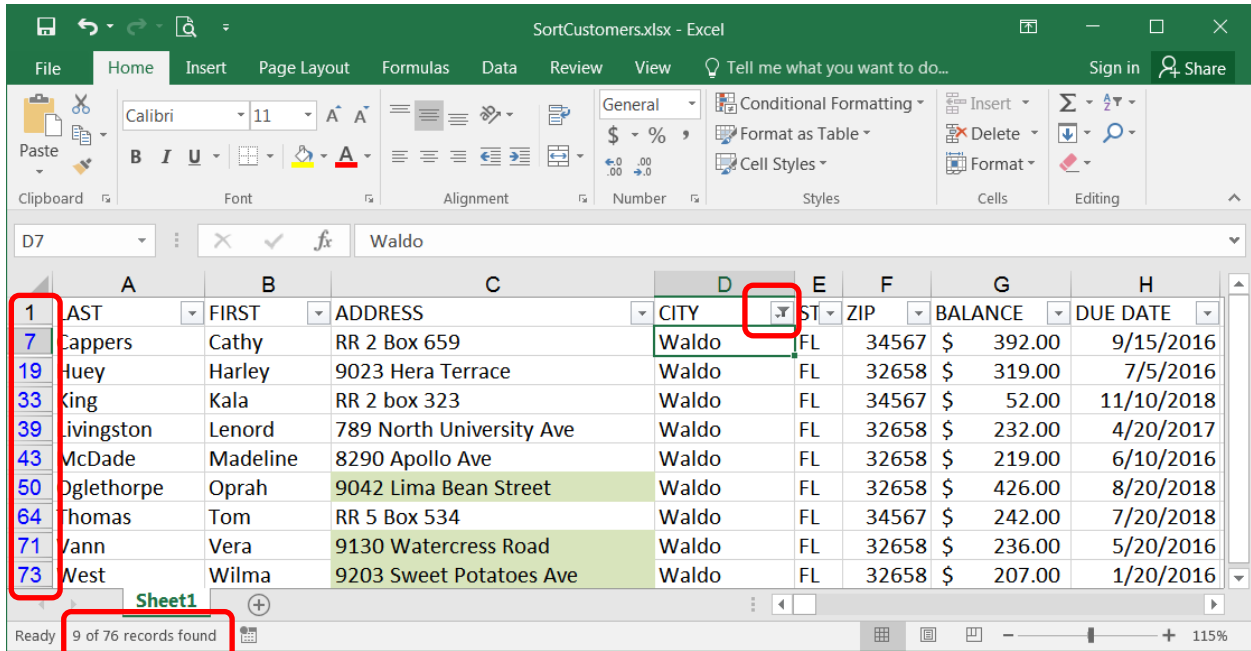 SortCustomers.xlsx - Excel
File Home Insert Page Layout Formulas Data Review View Tell me what you want to do... Sign in Share
Paste Calibri 11 A A General Conditional Formatting Insert Σ
B I U A $ % , Format as Table Delete
Cell Styles Format
Clipboard Font Alignment Number Styles Cells Editing
D7 fx Waldo
A B C D E F G H
1 LAST FIRST ADDRESS CITY ST ZIP BALANCE DUE DATE
7 Cappers Cathy RR 2 Box 659 Waldo FL 34567 $ 392.00 9/15/2016
19 Huey Harley 9023 Hera Terrace Waldo FL 32658 $ 319.00 7/5/2016
33 King Kala RR 2 box 323 Waldo FL 34567 $ 52.00 11/10/2018
39 Livingston Lenord 789 North University Ave Waldo FL 32658 $ 232.00 4/20/2017
43 McDade Madeline 8290 Apollo Ave Waldo FL 32658 $ 219.00 6/10/2016
50 Oglethorpe Oprah 9042 Lima Bean Street Waldo FL 32658 $ 426.00 8/20/2018
64 Thomas Tom RR 5 Box 534 Waldo FL 34567 $ 242.00 7/20/2018
71 Vann Vera 9130 Watercress Road Waldo FL 32658 $ 236.00 5/20/2016
73 West Wilma 9203 Sweet Potatoes Ave Waldo FL 32658 $ 207.00 1/20/2016
Sheet1
Ready 9 of 76 records found 115%